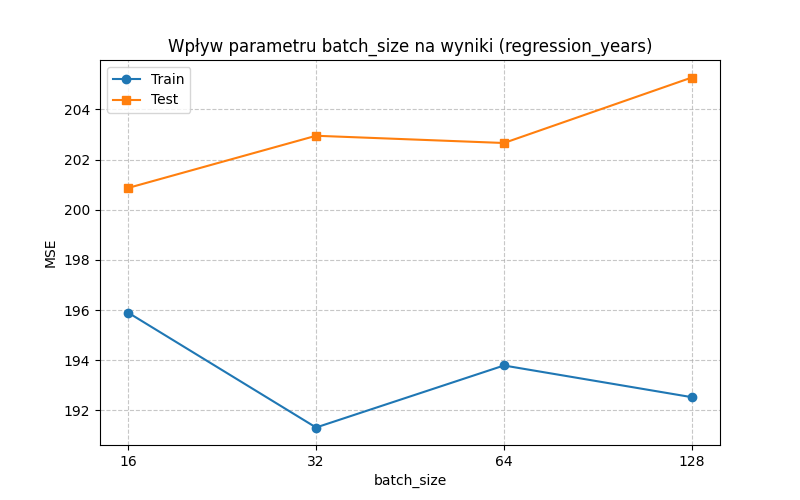 Wpływ parametru batch_size na wyniki (regression_years)
Train
Test
204
202
200
198
196
194
192
MSE
16
32
64
128
batch_size